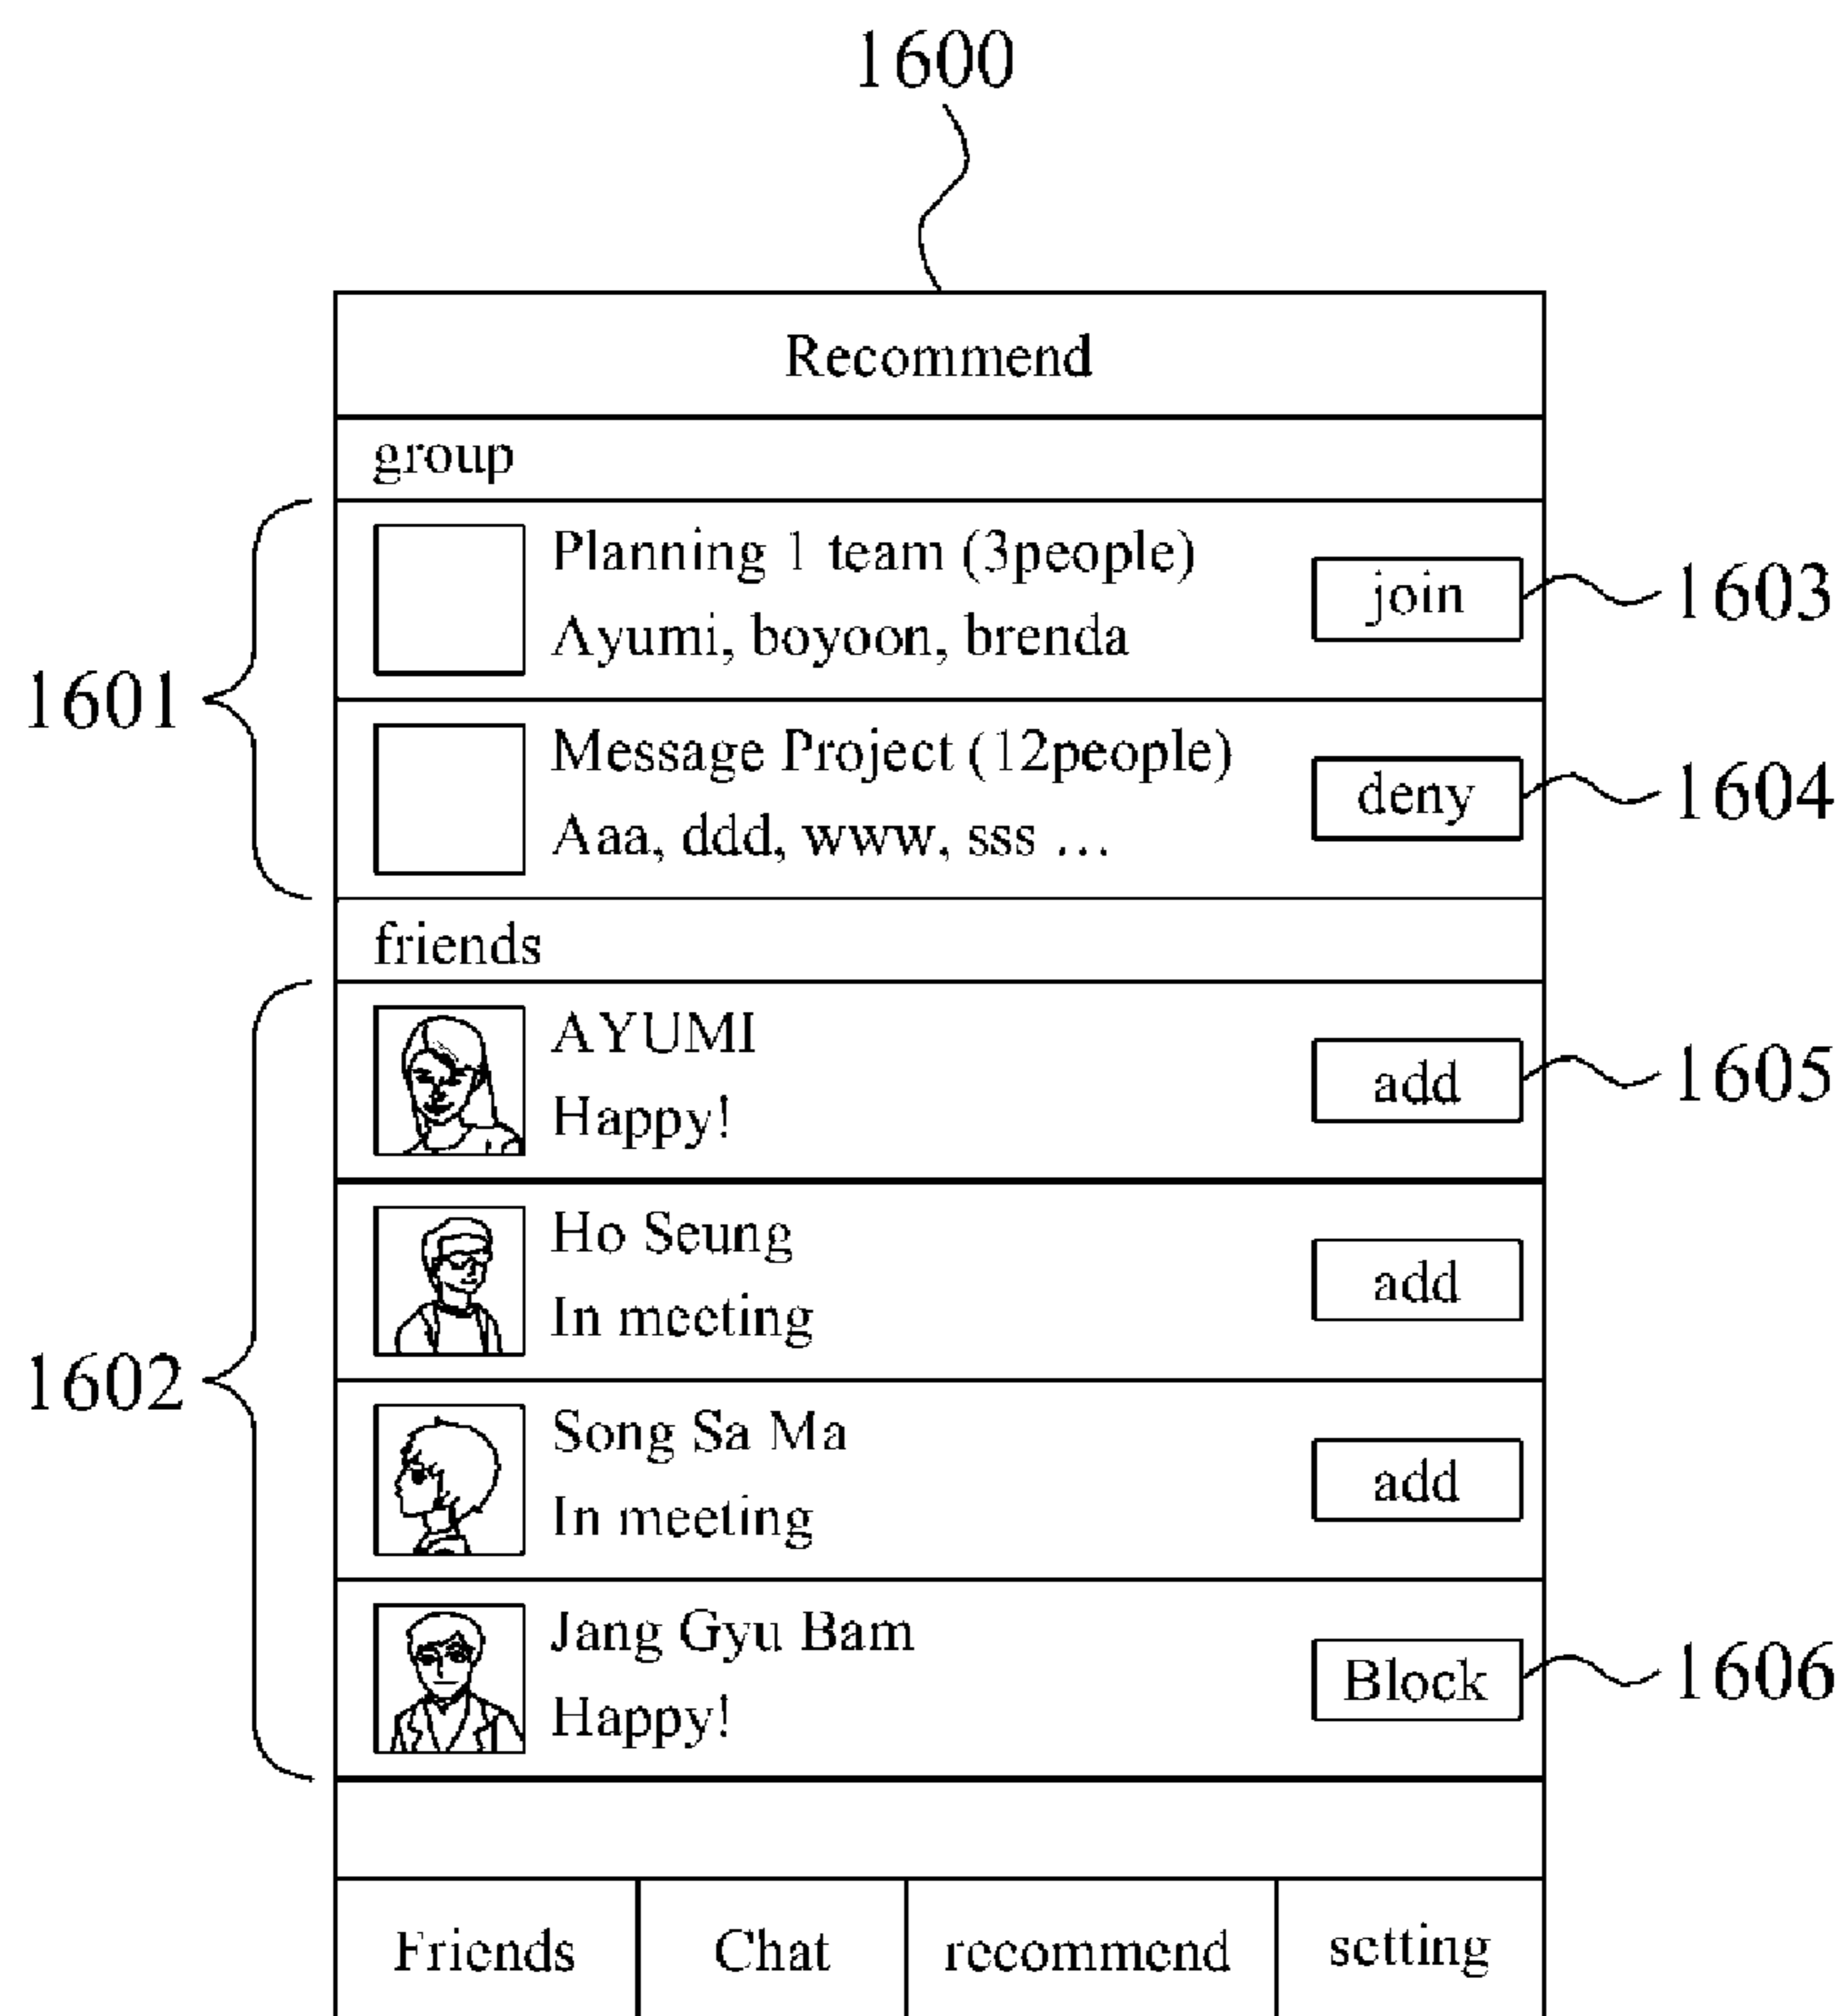 1600
Recommend
group
Planning 1 team (3people)
Ayumi, boyoon, brenda
join
1603
1601
Message Project (12people)
Aaa, ddd, www, sss ...
deny
1604
friends
AYUMI
Happy!
add
1605
Ho Seung
In meeting
add
1602
Song Sa Ma
In meeting
add
Jang Gyu Bam
Happy!
Block
1606
Friends
Chat
recommend
setting